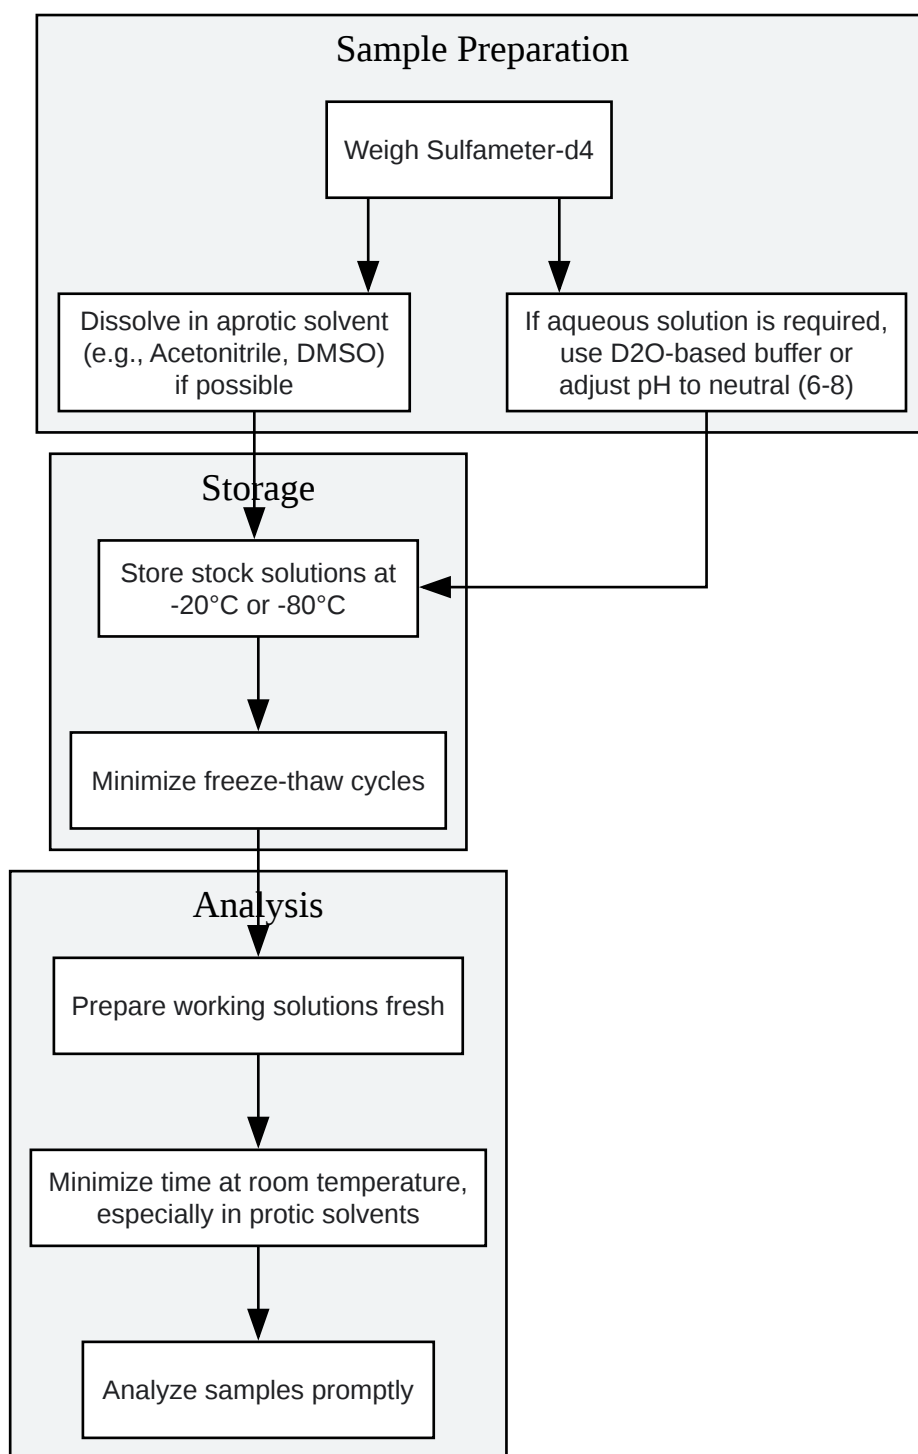 Sample Preparation
Weigh Sulfameter-d4
Dissolve in aprotic solvent
(e.g., Acetonitrile, DMSO)
if possible
If aqueous solution is required,
use D2O-based buffer or
adjust pH to neutral (6-8)
Storage
Store stock solutions at
-20°C or -80°C
Minimize freeze-thaw cycles
Analysis
Prepare working solutions fresh
Minimize time at room temperature,
especially in protic solvents
Analyze samples promptly